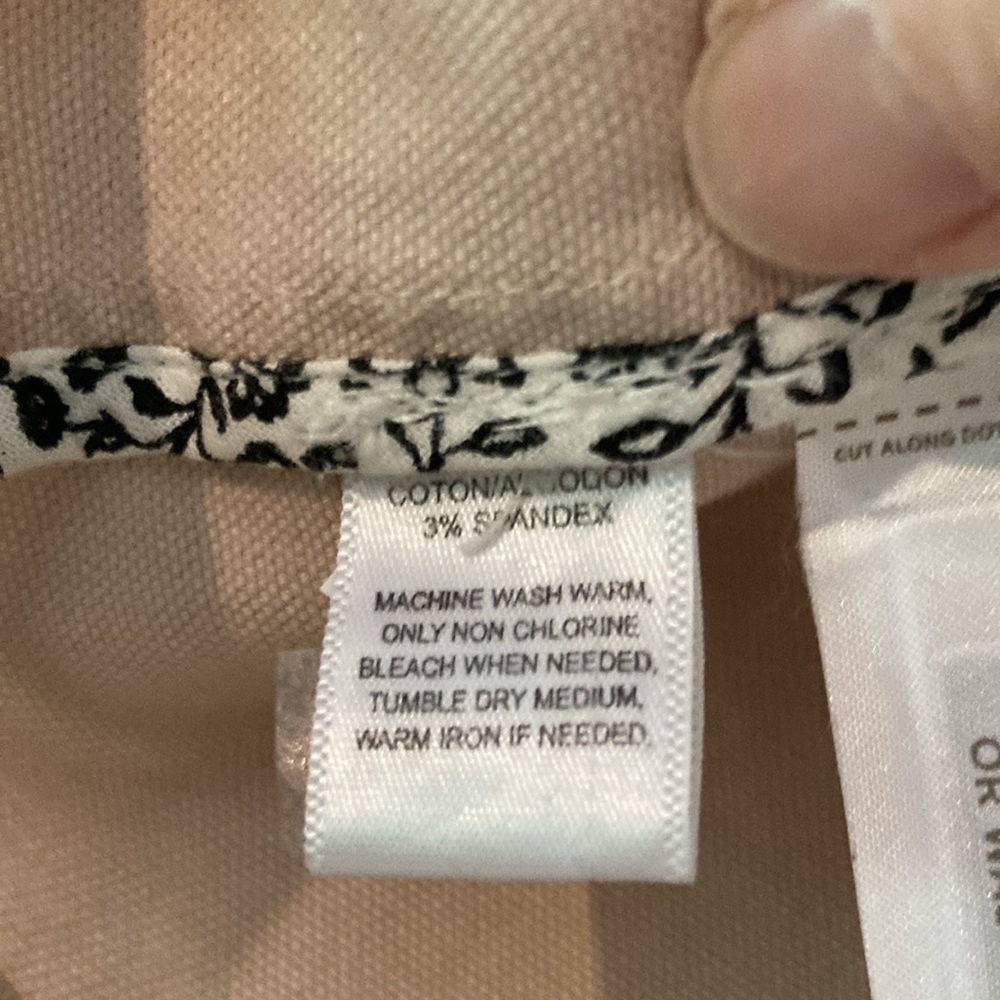 COTON/ALGODON
3% SPANDEX
MACHINE WASH WARM,
ONLY NON CHLORINE
BLEACH WHEN NEEDED,
TUMBLE DRY MEDIUM,
WARM IRON IF NEEDED.
CUT ALONG
OR